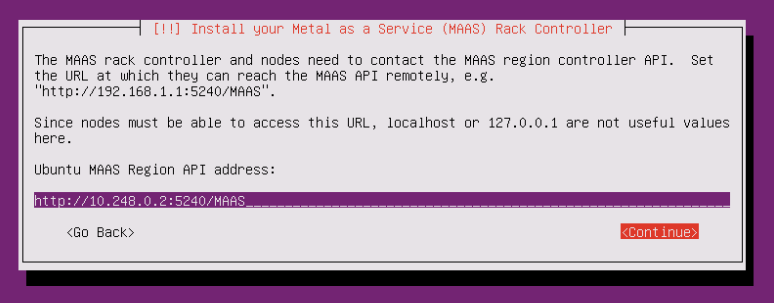 [!!] Install your Metal as a Service (MAAS) Rack Controller
The MAAS rack controller and nodes need to contact the MAAS region controller API.  Set
the URL at which they can reach the MAAS API remotely, e.g.
"http://192.168.1.1:5240/MAAS".
Since nodes must be able to access this URL, localhost or 127.0.0.1 are not useful values
here.
Ubuntu MAAS Region API address:
http://10.248.0.2:5240/MAAS
<Go Back> <Continue>